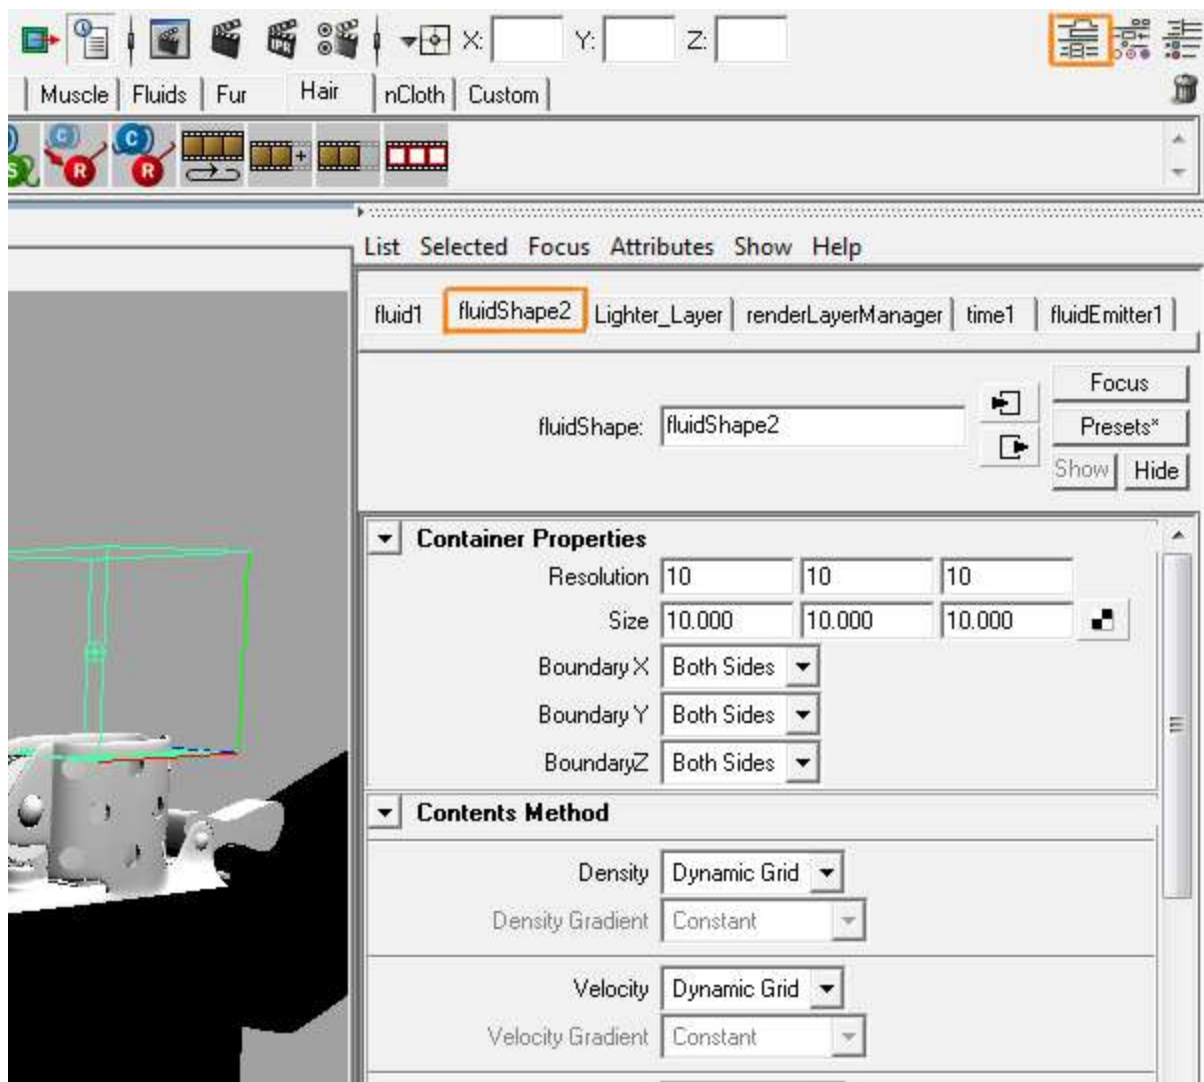 IPR X: Y: Z:
Muscle Fluids Fur Hair nCloth Custom
S C R C R +
List Selected Focus Attributes Show Help
fluid1 fluidShape2 Lighter_Layer renderLayerManager time1 fluidEmitter1
Focus
fluidShape: fluidShape2
Presets*
Show Hide
Container Properties
Resolution 10 10 10
Size 10.000 10.000 10.000
Boundary X Both Sides
Boundary Y Both Sides
BoundaryZ Both Sides
Contents Method
Density Dynamic Grid
Density Gradient Constant
Velocity Dynamic Grid
Velocity Gradient Constant